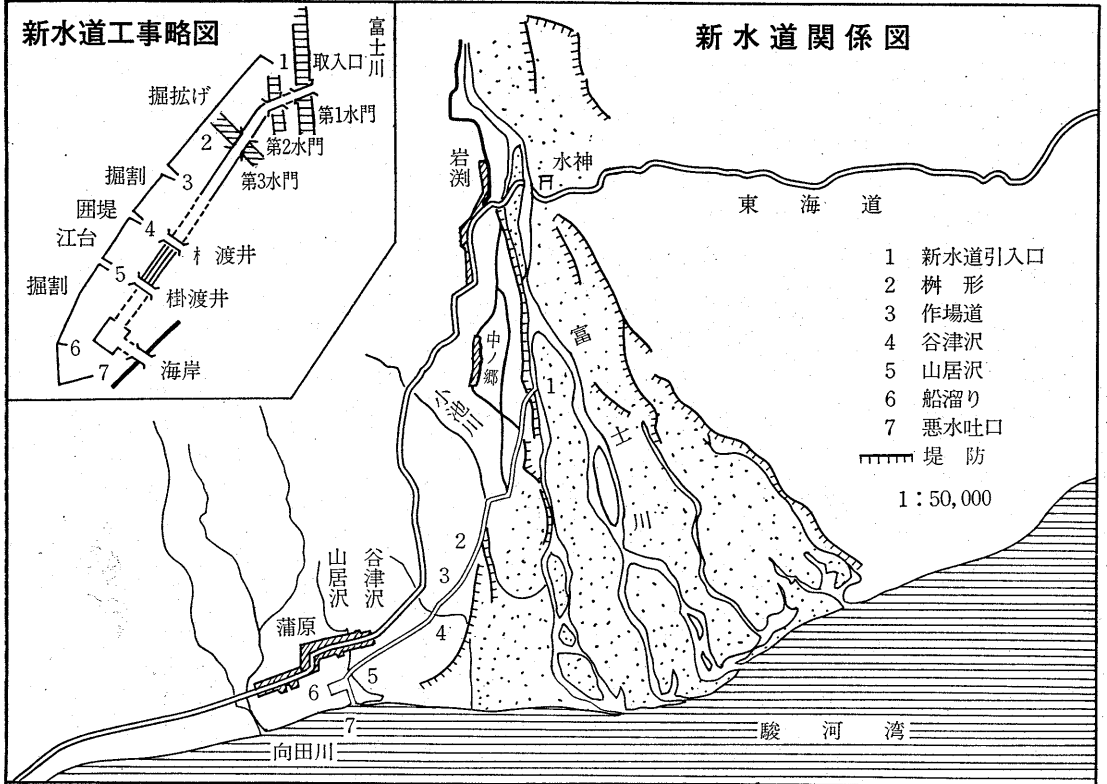 新水道工事略図
富士川
1 取入口
掘拡げ
第1水門
2
第2水門
第3水門
掘割
3
囲堤
4
江台
渡井
5
掘割
掛渡井
6
7
海岸
新水道関係図
岩渕
水神
東海道
1 新水道引入口
2 桝形
3 作場道
4 谷津沢
5 山居沢
6 船溜り
7 悪水吐口
堤防
1:50,000
中ノ郷
富士川
1
小池川
2
3
谷津沢
山居沢
4
蒲原
5
6
7
向田川
駿河湾